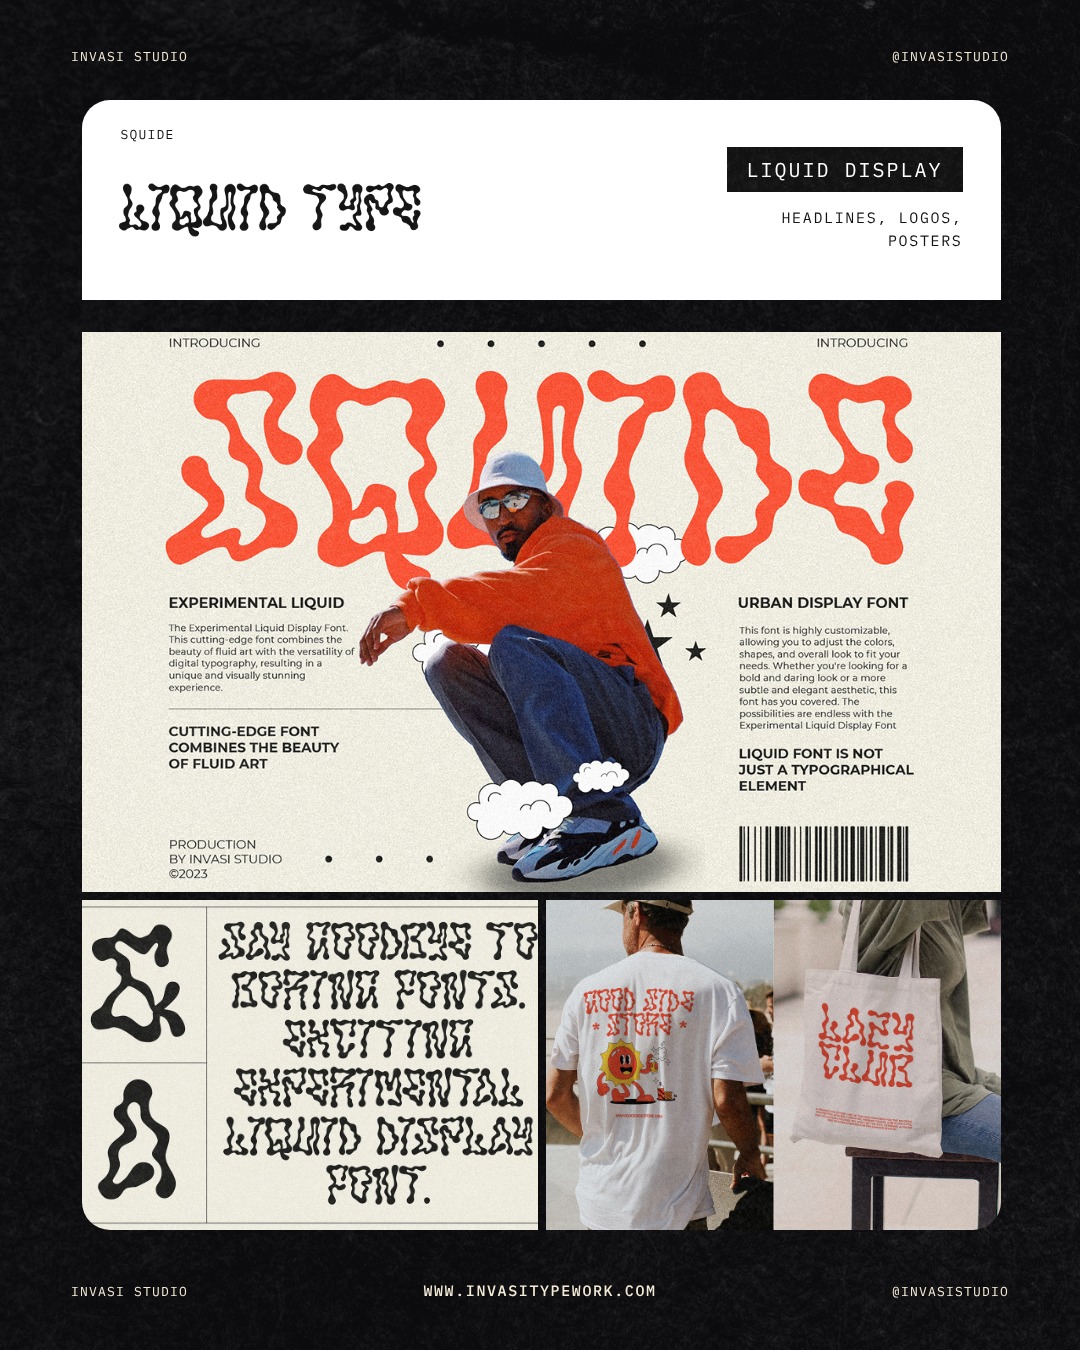 INVASI STUDIO
@INVASISTUDIO
SQUIDE
LIQUID TYPE
LIQUID DISPLAY
HEADLINES, LOGOS,
POSTERS
INTRODUCING
INTRODUCING
SQUIDE
EXPERIMENTAL LIQUID
The Experimental Liquid Display Font.
This cutting-edge font combines the
beauty of fluid art with the versatility of
digital typography, resulting in a
unique and visually stunning
experience.
CUTTING-EDGE FONT
COMBINES THE BEAUTY
OF FLUID ART
PRODUCTION
BY INVASI STUDIO
©2023
URBAN DISPLAY FONT
This font is highly customizable,
allowing you to adjust the colors,
shapes, and overall look to fit your
needs. Whether you're looking for a
bold and daring look or a more
subtle and elegant aesthetic, this
font has you covered. The
possibilities are endless with the
Experimental Liquid Display Font
LIQUID FONT IS NOT
JUST A TYPOGRAPHICAL
ELEMENT
&
A
SAY GOODBYE TO
BORING FONTS.
EXCITING
EXPERIMENTAL
LIQUID DISPLAY
FONT.
GOOD SIDE
* STORE *
LAZY
CLUB
INVASI STUDIO
WWW.INVASITYPEWORK.COM
@INVASISTUDIO